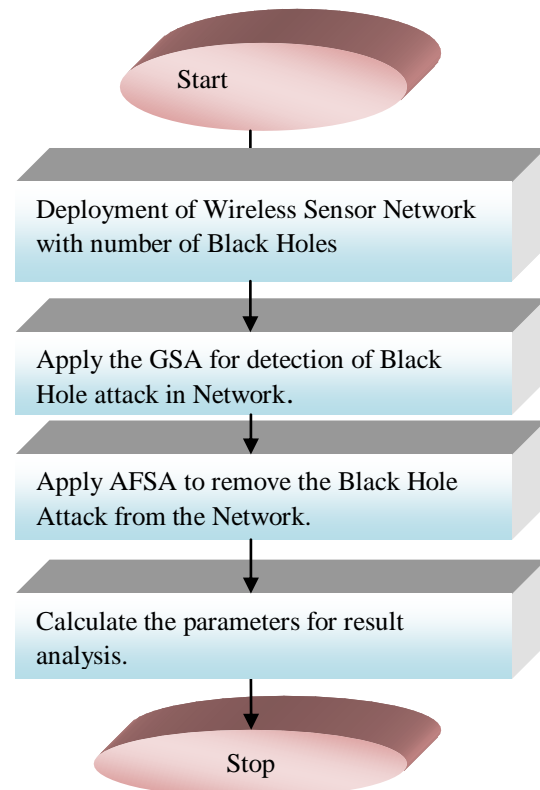 Start
Deployment of Wireless Sensor Network
with number of Black Holes
Apply the GSA for detection of Black
Hole attack in Network.
Apply AFSA to remove the Black Hole
Attack from the Network.
Calculate the parameters for result
analysis.
Stop